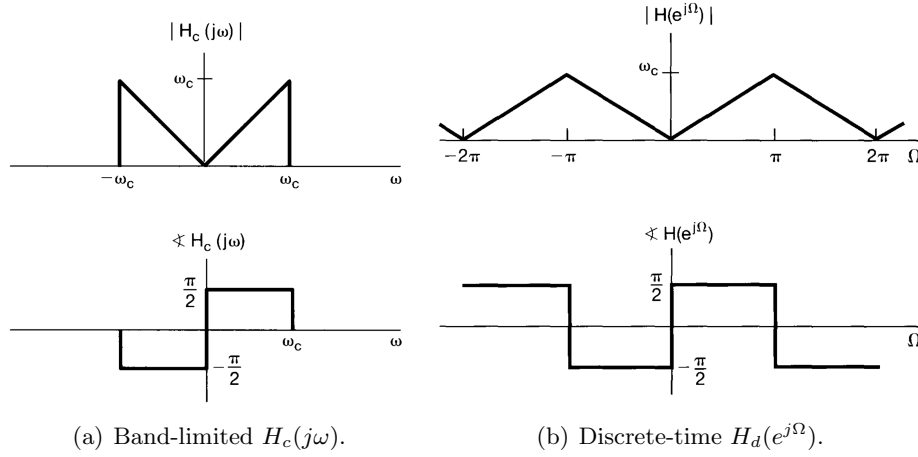 | H_c (jω) |
ω_c
−ω_c
ω_c
ω
∢ H_c (jω)
π/2
ω_c
ω
−π/2
(a) Band-limited H_c(jω).
| H(e^{jΩ}) |
ω_c
−2π
−π
π
2π
Ω
∢ H(e^{jΩ})
π/2
Ω
−π/2
(b) Discrete-time H_d(e^{jΩ}).